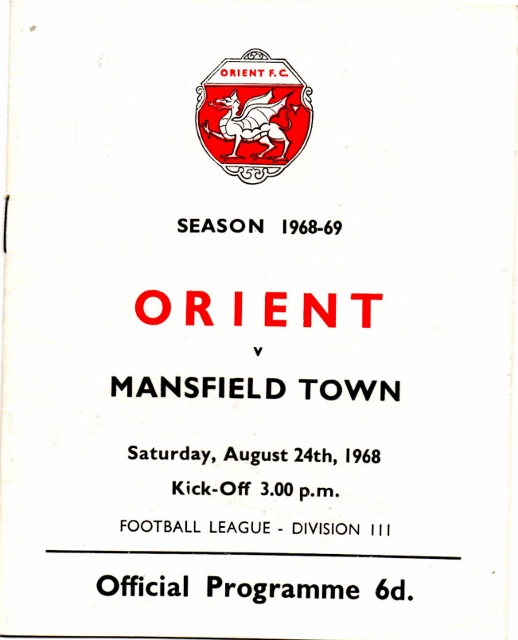 ORIENT F.C.
SEASON 1968-69
ORIENT
v
MANSFIELD TOWN
Saturday, August 24th, 1968
Kick-Off 3.00 p.m.
FOOTBALL LEAGUE - DIVISION III
Official Programme 6d.